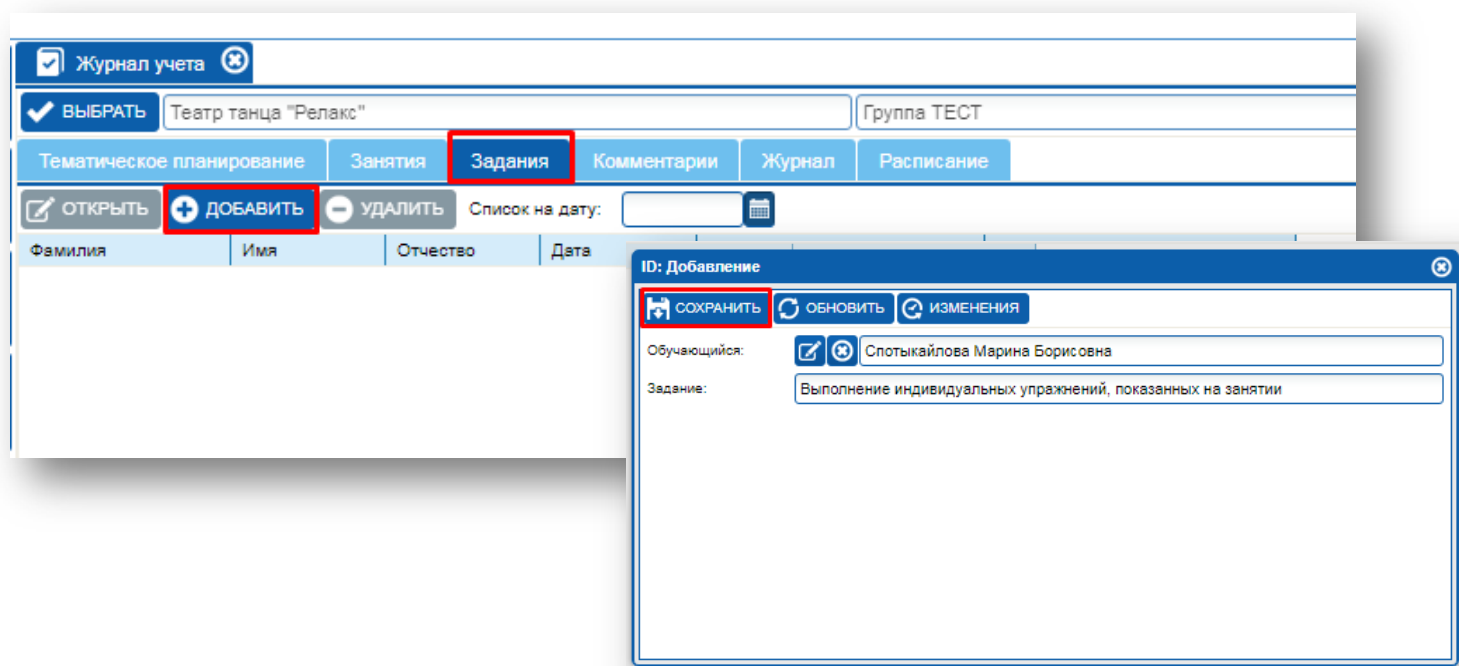 Журнал учета
ВЫБРАТЬ Театр танца "Релакс" Группа ТЕСТ
Тематическое планирование Занятия Задания Комментарии Журнал Расписание
ОТКРЫТЬ ДОБАВИТЬ УДАЛИТЬ Список на дату:
Фамилия Имя Отчество Дата
ID: Добавление
СОХРАНИТЬ ОБНОВИТЬ ИЗМЕНЕНИЯ
Обучающийся: Спотыкайлова Марина Борисовна
Задание: Выполнение индивидуальных упражнений, показанных на занятии